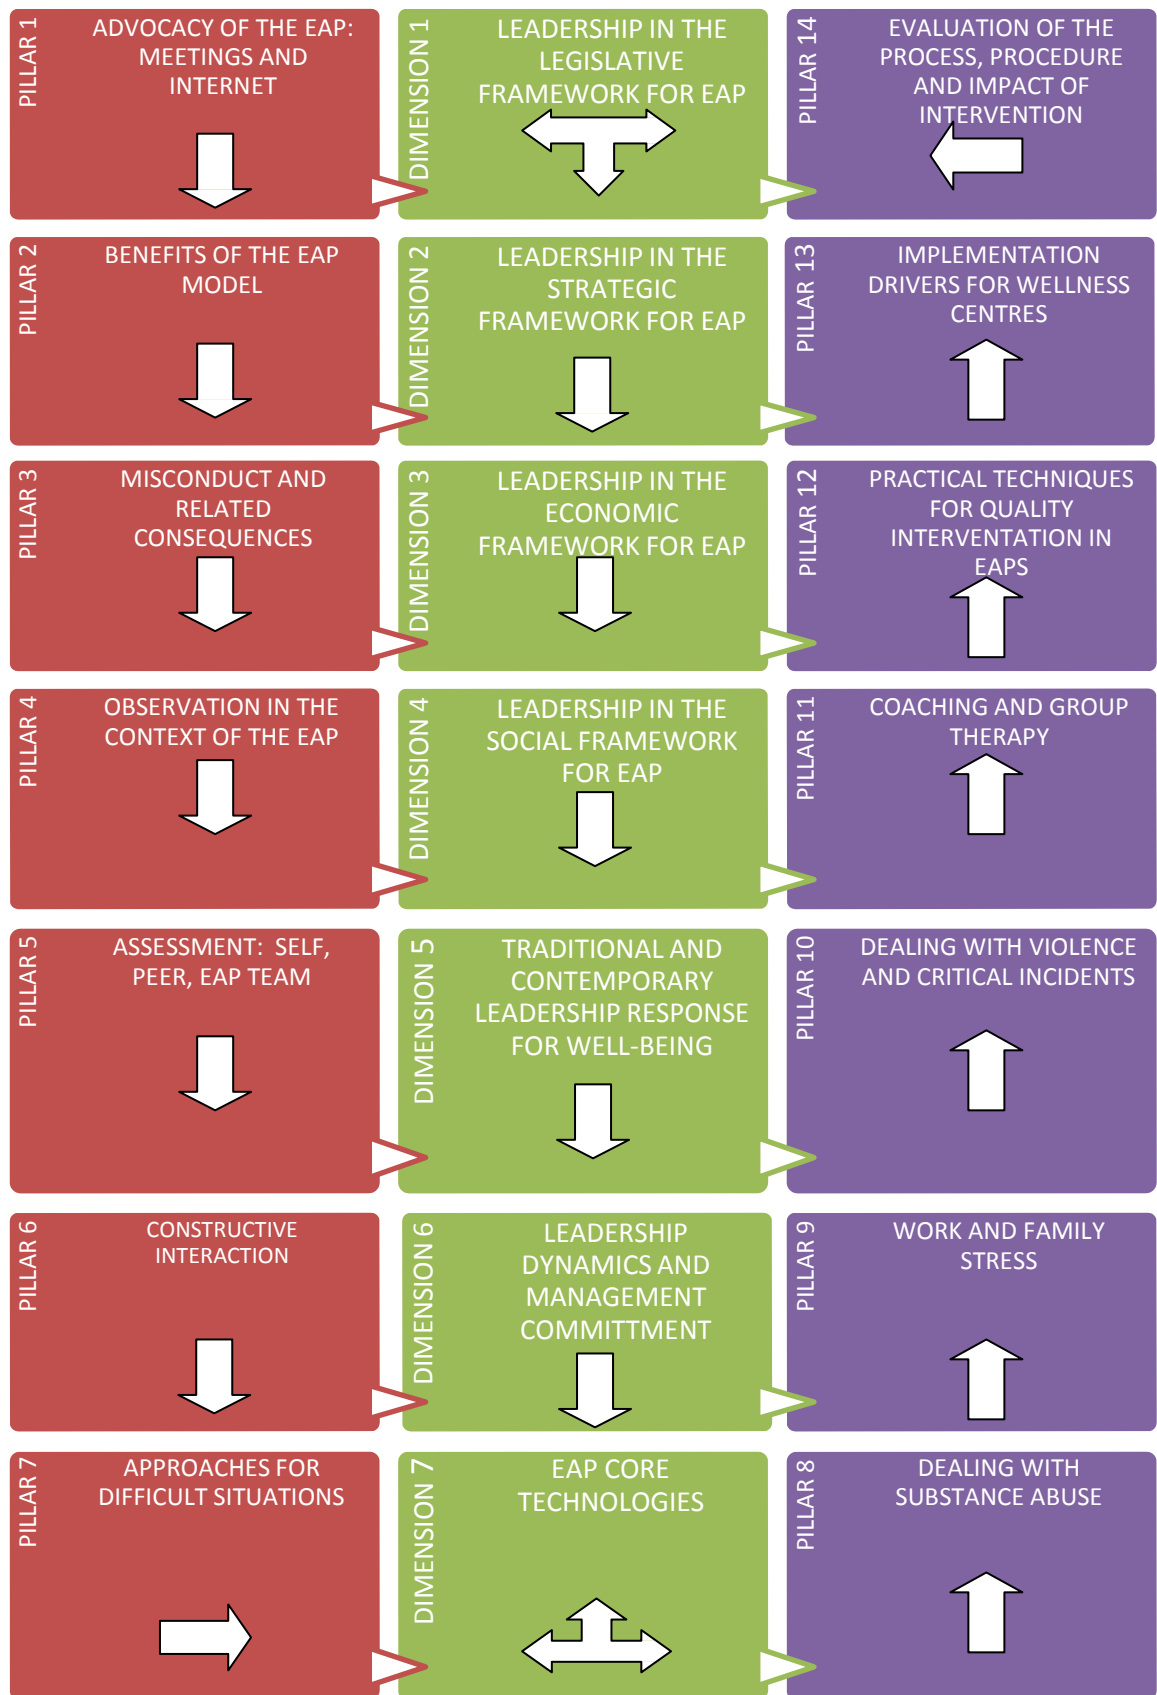 PILLAR 1
ADVOCACY OF THE EAP:
MEETINGS AND
INTERNET
DIMENSION 1
LEADERSHIP IN THE
LEGISLATIVE
FRAMEWORK FOR EAP
PILLAR 14
EVALUATION OF THE
PROCESS, PROCEDURE
AND IMPACT OF
INTERVENTION
PILLAR 2
BENEFITS OF THE EAP
MODEL
DIMENSION 2
LEADERSHIP IN THE
STRATEGIC
FRAMEWORK FOR EAP
PILLAR 13
IMPLEMENTATION
DRIVERS FOR WELLNESS
CENTRES
PILLAR 3
MISCONDUCT AND
RELATED
CONSEQUENCES
DIMENSION 3
LEADERSHIP IN THE
ECONOMIC
FRAMEWORK FOR EAP
PILLAR 12
PRACTICAL TECHNIQUES
FOR QUALITY
INTERVENTATION IN
EAPS
PILLAR 4
OBSERVATION IN THE
CONTEXT OF THE EAP
DIMENSION 4
LEADERSHIP IN THE
SOCIAL FRAMEWORK
FOR EAP
PILLAR 11
COACHING AND GROUP
THERAPY
PILLAR 5
ASSESSMENT: SELF,
PEER, EAP TEAM
DIMENSION 5
TRADITIONAL AND
CONTEMPORARY
LEADERSHIP RESPONSE
FOR WELL-BEING
PILLAR 10
DEALING WITH VIOLENCE
AND CRITICAL INCIDENTS
PILLAR 6
CONSTRUCTIVE
INTERACTION
DIMENSION 6
LEADERSHIP
DYNAMICS AND
MANAGEMENT
COMMITTMENT
PILLAR 9
WORK AND FAMILY
STRESS
PILLAR 7
APPROACHES FOR
DIFFICULT SITUATIONS
DIMENSION 7
EAP CORE
TECHNOLOGIES
PILLAR 8
DEALING WITH
SUBSTANCE ABUSE